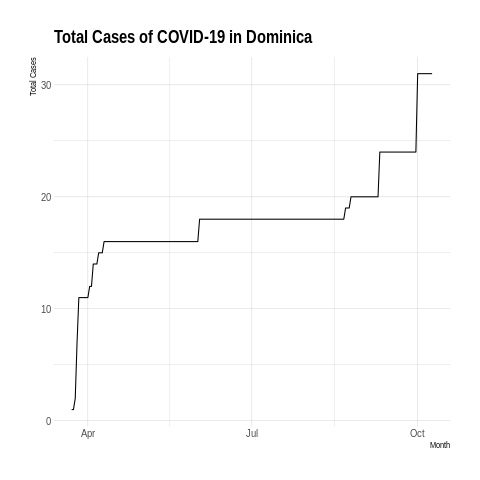 Total Cases of COVID-19 in Dominica
Total Cases
30
20
10
0
Apr
Jul
Oct
Month